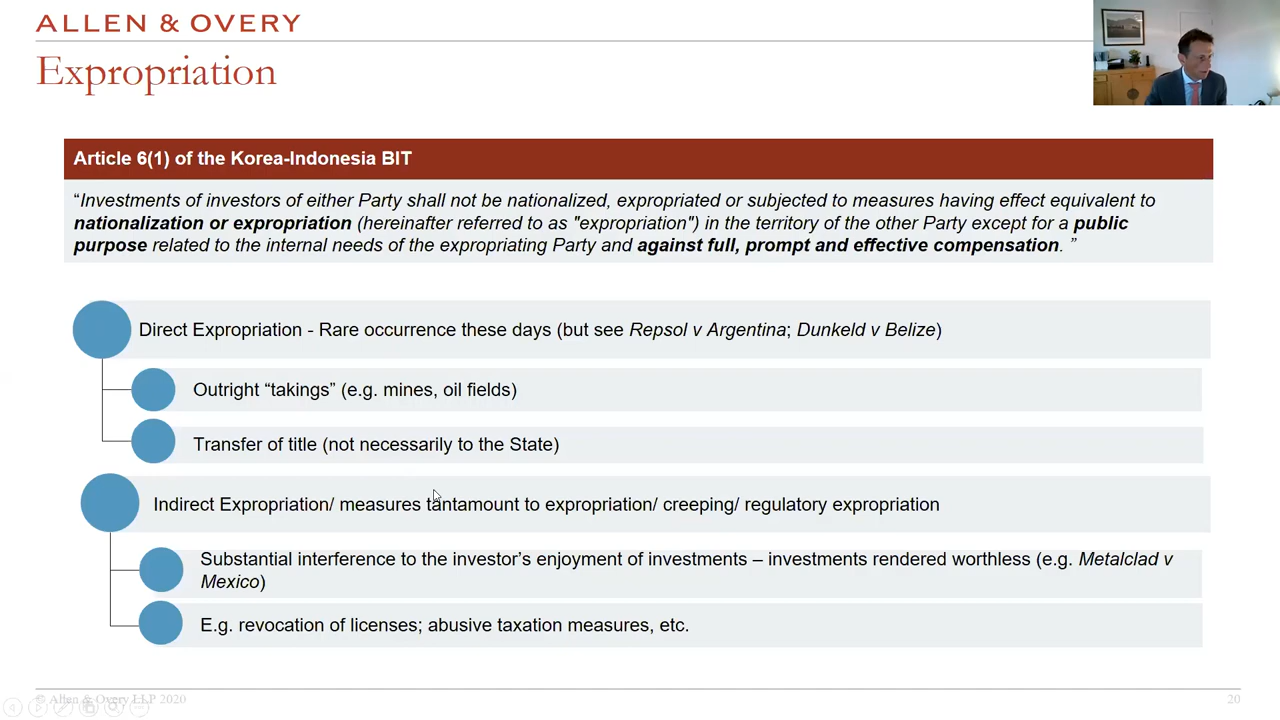 ALLEN & OVERY
Expropriation
Article 6(1) of the Korea-Indonesia BIT
“Investments of investors of either Party shall not be nationalized, expropriated or subjected to measures having effect equivalent to
nationalization or expropriation (hereinafter referred to as "expropriation") in the territory of the other Party except for a public
purpose related to the internal needs of the expropriating Party and against full, prompt and effective compensation. ”
Direct Expropriation - Rare occurrence these days (but see Repsol v Argentina; Dunkeld v Belize)
Outright “takings” (e.g. mines, oil fields)
Transfer of title (not necessarily to the State)
Indirect Expropriation/ measures tantamount to expropriation/ creeping/ regulatory expropriation
Substantial interference to the investor’s enjoyment of investments – investments rendered worthless (e.g. Metalclad v
Mexico)
E.g. revocation of licenses; abusive taxation measures, etc.
© Allen & Overy LLP 2020
20